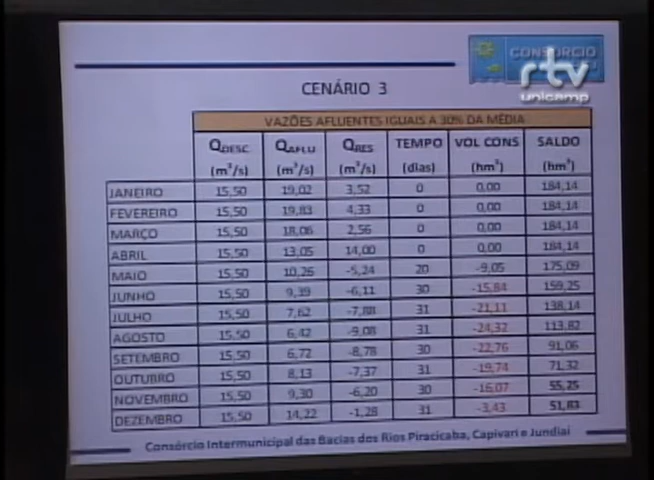 CONSÓRCIO
rtv
unicamp
CENÁRIO 3
VAZÕES AFLUENTES IGUAIS A 30% DA MÉDIA
QDESC QAFLU QRES TEMPO VOL CONS SALDO
(m³/s) (m³/s) (m³/s) (dias) (hm³) (hm³)
JANEIRO 15,50 19,02 3,52 0 0,00 184,14
FEVEREIRO 15,50 19,83 4,33 0 0,00 184,14
MARÇO 15,50 18,06 2,56 0 0,00 184,14
ABRIL 15,50 13,05 14,00 0 0,00 184,14
MAIO 15,50 10,26 -5,24 20 -9,05 175,09
JUNHO 15,50 9,39 -6,11 30 -15,84 159,25
JULHO 15,50 7,62 -7,88 31 -21,11 138,14
AGOSTO 15,50 6,42 -9,08 31 -24,32 113,82
SETEMBRO 15,50 6,72 -8,78 30 -22,76 91,06
OUTUBRO 15,50 8,13 -7,37 31 -19,74 71,32
NOVEMBRO 15,50 9,30 -6,20 30 -16,07 55,25
DEZEMBRO 15,50 14,22 -1,28 31 -3,43 51,83
Consórcio Intermunicipal das Bacias dos Rios Piracicaba, Capivari e Jundiaí